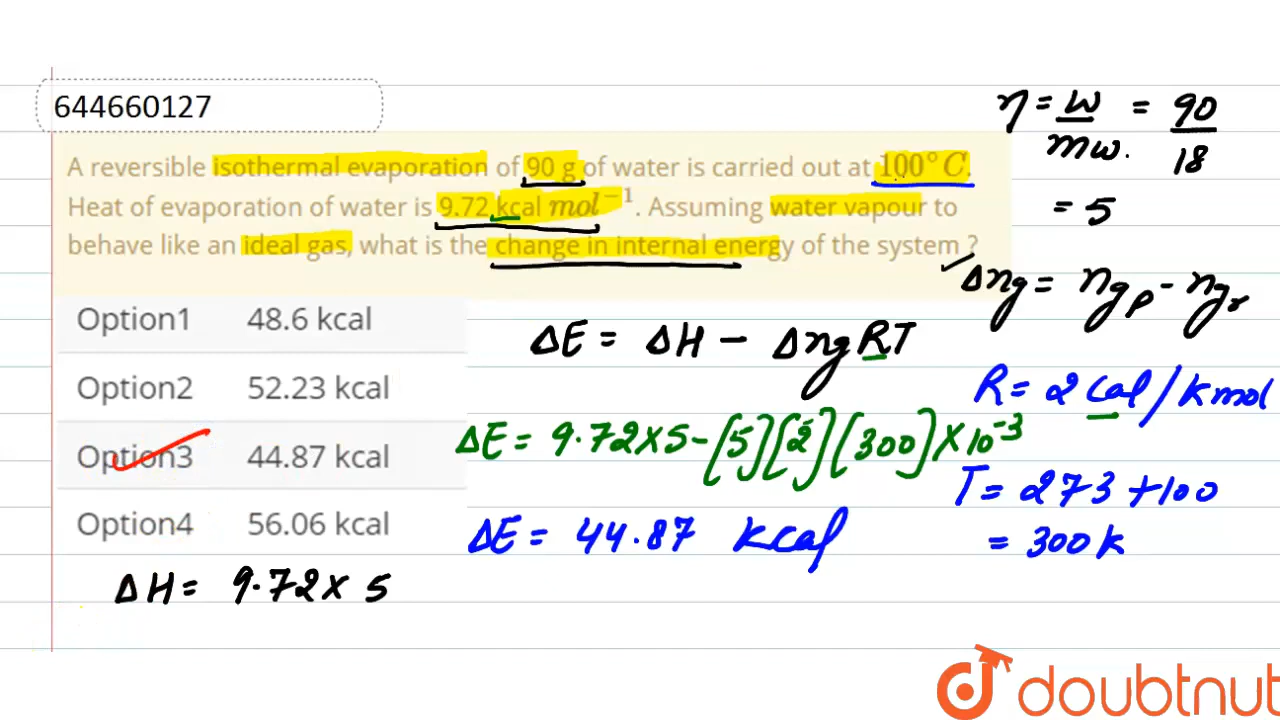 644660127
A reversible isothermal evaporation of 90 g of water is carried out at 100° C.
Heat of evaporation of water is 9.72 kcal mol⁻¹. Assuming water vapour to
behave like an ideal gas, what is the change in internal energy of the system ?
Option1 48.6 kcal
Option2 52.23 kcal
Option3 44.87 kcal
Option4 56.06 kcal
ΔH = 9.72 x 5
ΔE = ΔH - Δng RT
ΔE = 9.72 x 5 - [5] [2] [300] x 10⁻³
ΔE = 44.87 kcal
η = w/mw. = 90/18
= 5
Δng = ngp - ngr
R = 2 Cal / K mol
T = 273 + 100
= 300 K
doubtnut